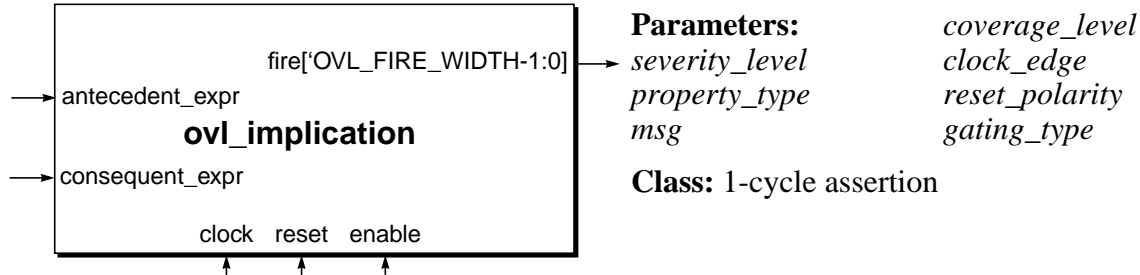 fire[‘OVL_FIRE_WIDTH-1:0]
antecedent_expr
ovl_implication
consequent_expr
clock reset enable
Parameters: coverage_level
severity_level clock_edge
property_type reset_polarity
msg gating_type
Class: 1-cycle assertion